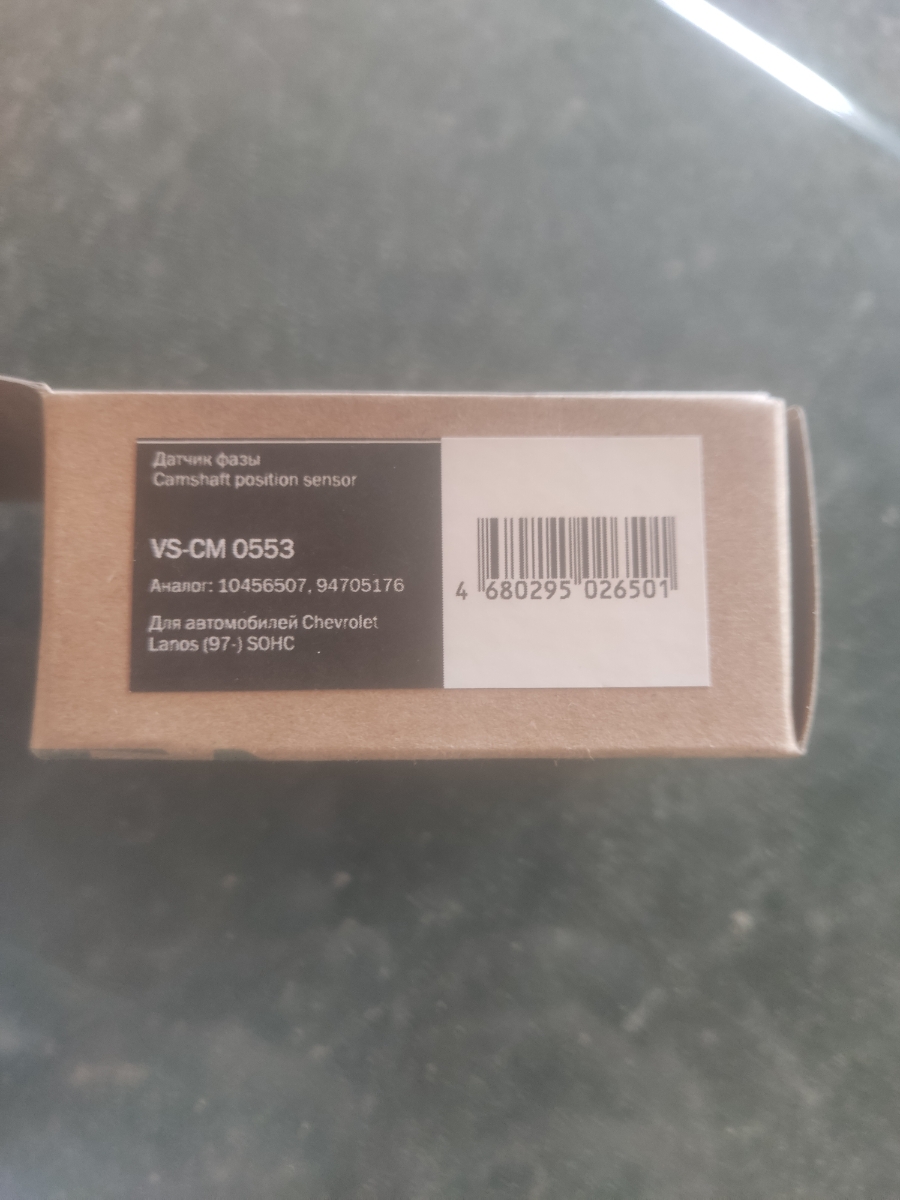 Датчик фазы
Camshaft position sensor
VS-CM 0553
Аналог: 10456507, 94705176
Для автомобилей Chevrolet
Lanos (97-) SOHC
4 680295 026501